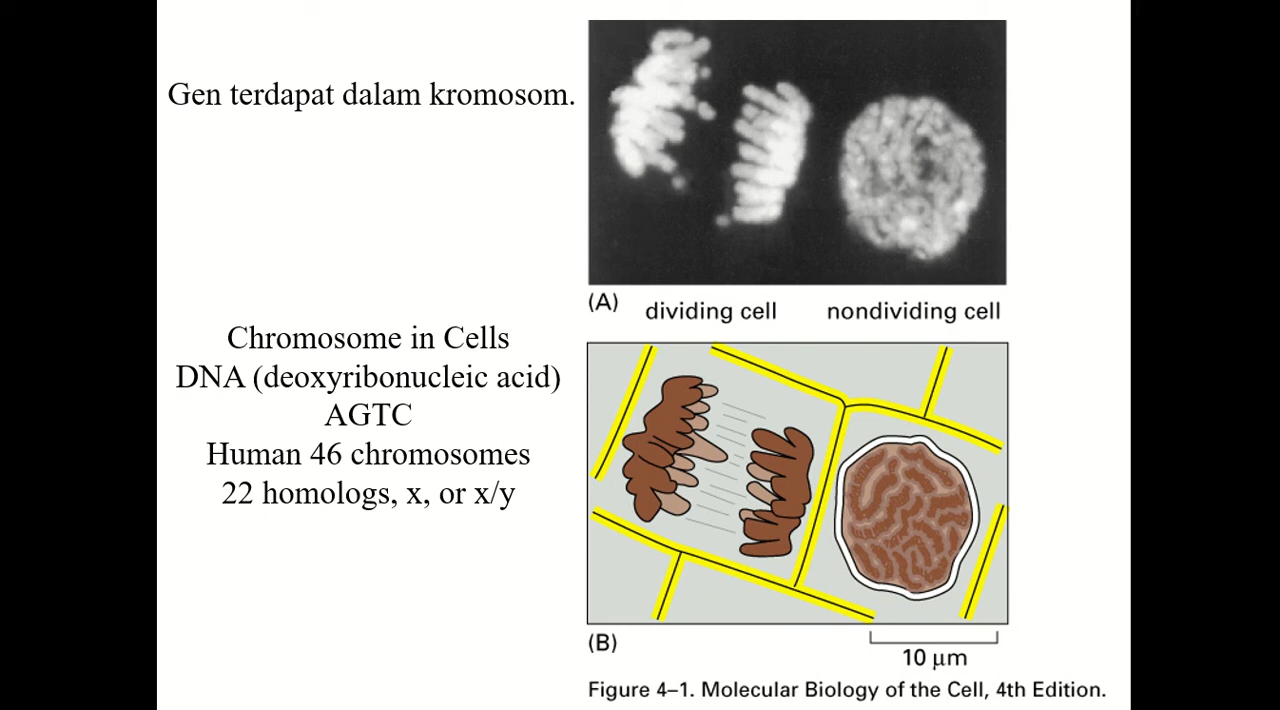 Gen terdapat dalam kromosom.
Chromosome in Cells
DNA (deoxyribonucleic acid)
AGTC
Human 46 chromosomes
22 homologs, x, or x/y
(A) dividing cell nondividing cell
(B)
10 μm
Figure 4–1. Molecular Biology of the Cell, 4th Edition.